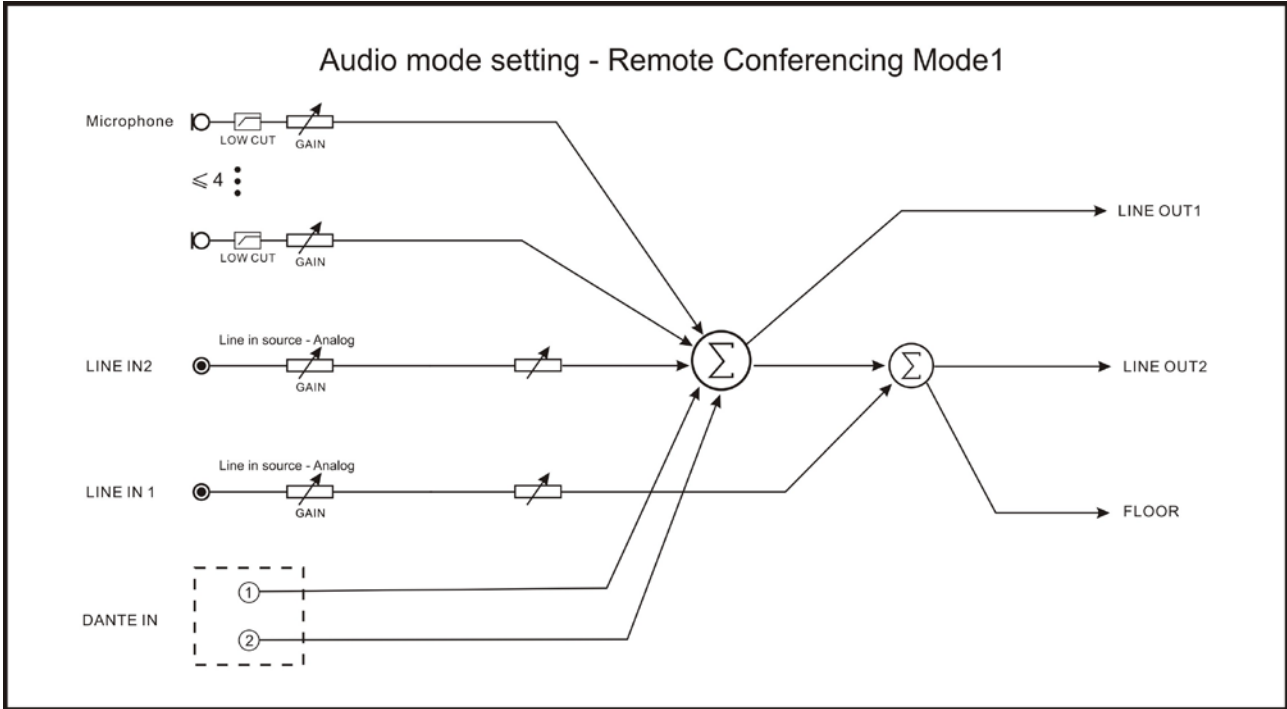 Audio mode setting - Remote Conferencing Mode1
Microphone
LOW CUT
GAIN
≤ 4
LINE OUT1
LOW CUT
GAIN
Line in source - Analog
LINE IN2
GAIN
Σ
Σ
LINE OUT2
Line in source - Analog
LINE IN 1
GAIN
FLOOR
DANTE IN
1
2